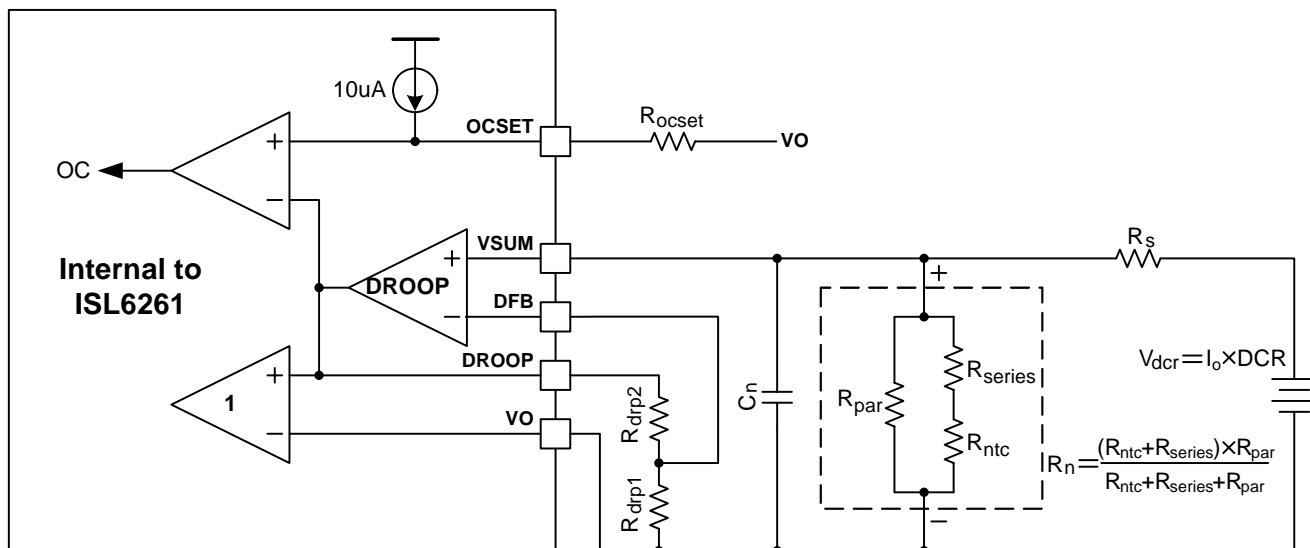 10uA
OCSET
Rocset
VO
+
OC
−
VSUM
Rs
+
+
Internal to
ISL6261
DROOP
DFB
−
Vdcr=Io×DCR
DROOP
Rseries
+
Rdrp2
Cn
Rpar
1
VO
Rntc
−
Rn=(Rntc+Rseries)×Rpar
Rntc+Rseries+Rpar
Rdrp1
−